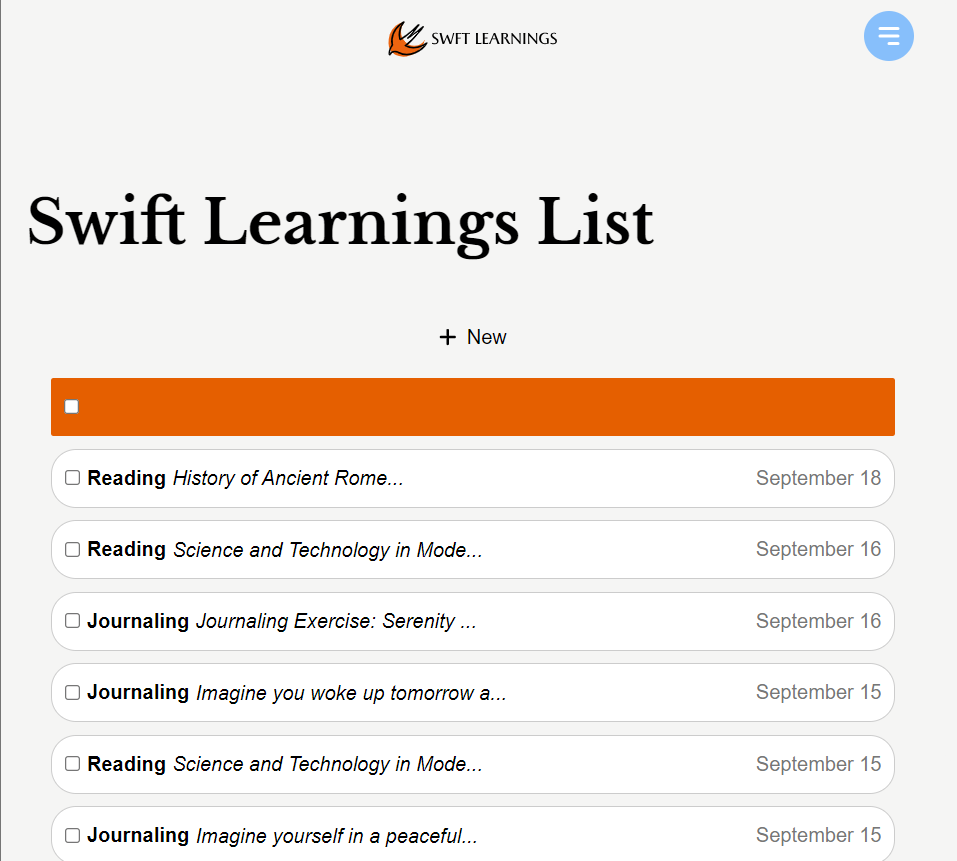 SWFT LEARNINGS
Swift Learnings List
+ New
Reading History of Ancient Rome... September 18
Reading Science and Technology in Mode... September 16
Journaling Journaling Exercise: Serenity ... September 16
Journaling Imagine you woke up tomorrow a... September 15
Reading Science and Technology in Mode... September 15
Journaling Imagine yourself in a peaceful... September 15